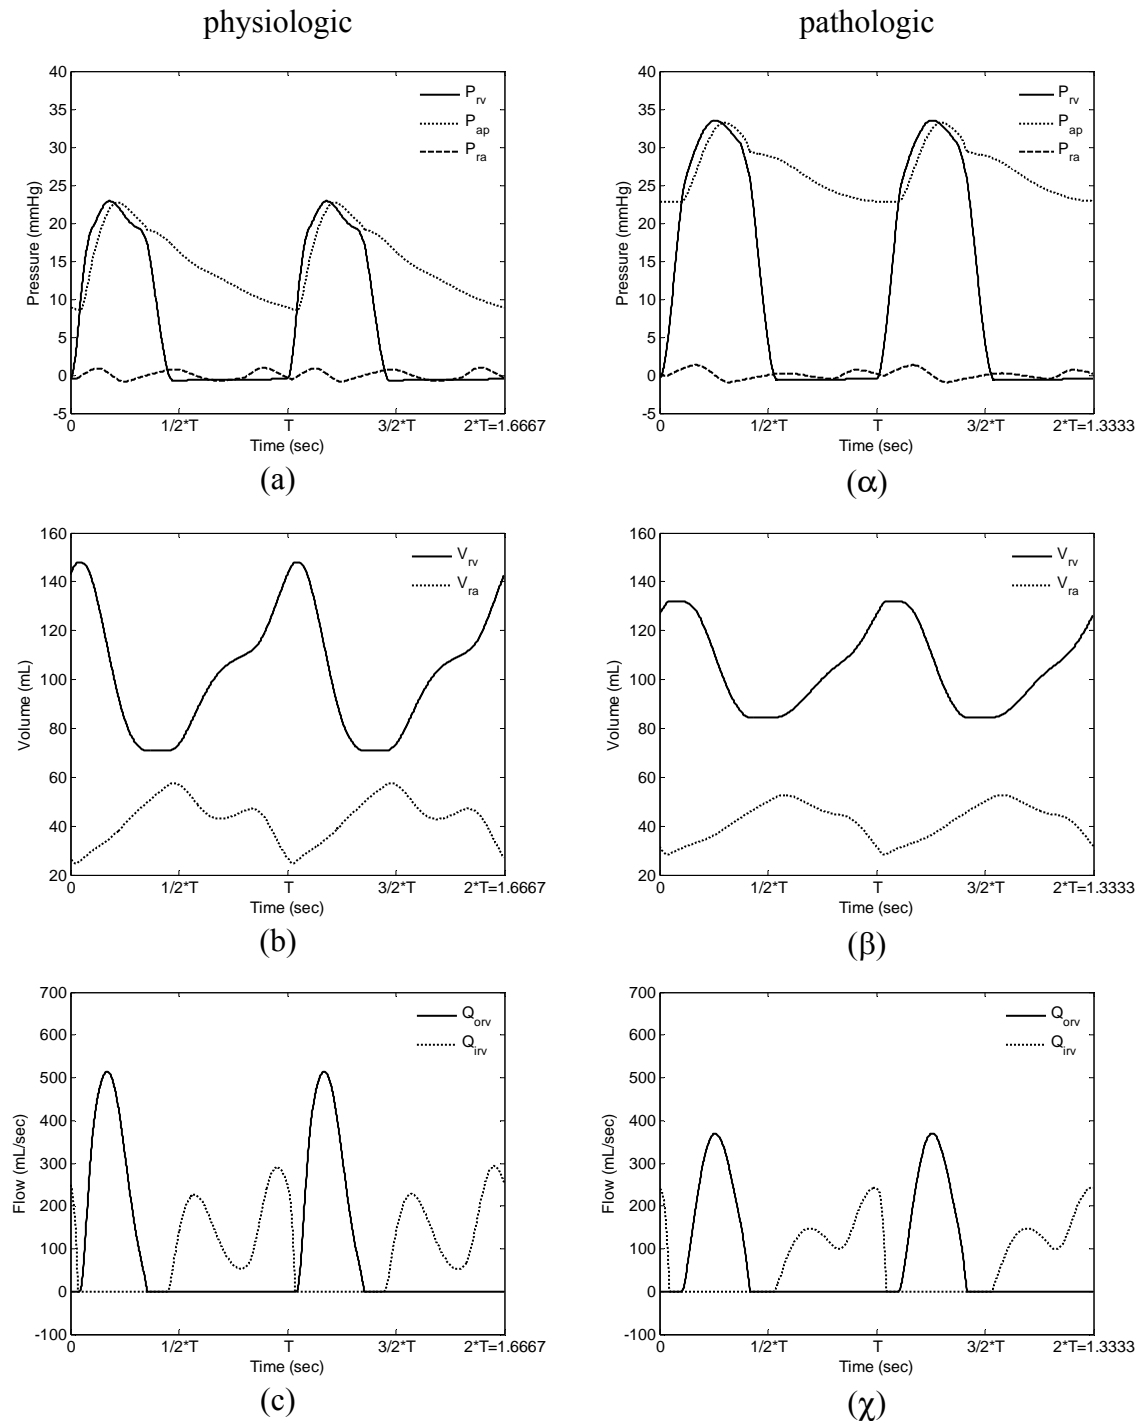 physiologic
pathologic
40
35
30
25
20
15
10
5
0
-5
Pressure (mmHg)
P_rv
P_ap
P_ra
0
1/2*T
T
3/2*T
2*T=1.6667
Time (sec)
(a)
40
35
30
25
20
15
10
5
0
-5
Pressure (mmHg)
P_rv
P_ap
P_ra
0
1/2*T
T
3/2*T
2*T=1.3333
Time (sec)
(α)
160
140
120
100
80
60
40
20
Volume (mL)
V_rv
V_ra
0
1/2*T
T
3/2*T
2*T=1.6667
Time (sec)
(b)
160
140
120
100
80
60
40
20
Volume (mL)
V_rv
V_ra
0
1/2*T
T
3/2*T
2*T=1.3333
Time (sec)
(β)
700
600
500
400
300
200
100
0
-100
Flow (mL/sec)
Q_orv
Q_irv
0
1/2*T
T
3/2*T
2*T=1.6667
Time (sec)
(c)
700
600
500
400
300
200
100
0
-100
Flow (mL/sec)
Q_orv
Q_irv
0
1/2*T
T
3/2*T
2*T=1.3333
Time (sec)
(χ)